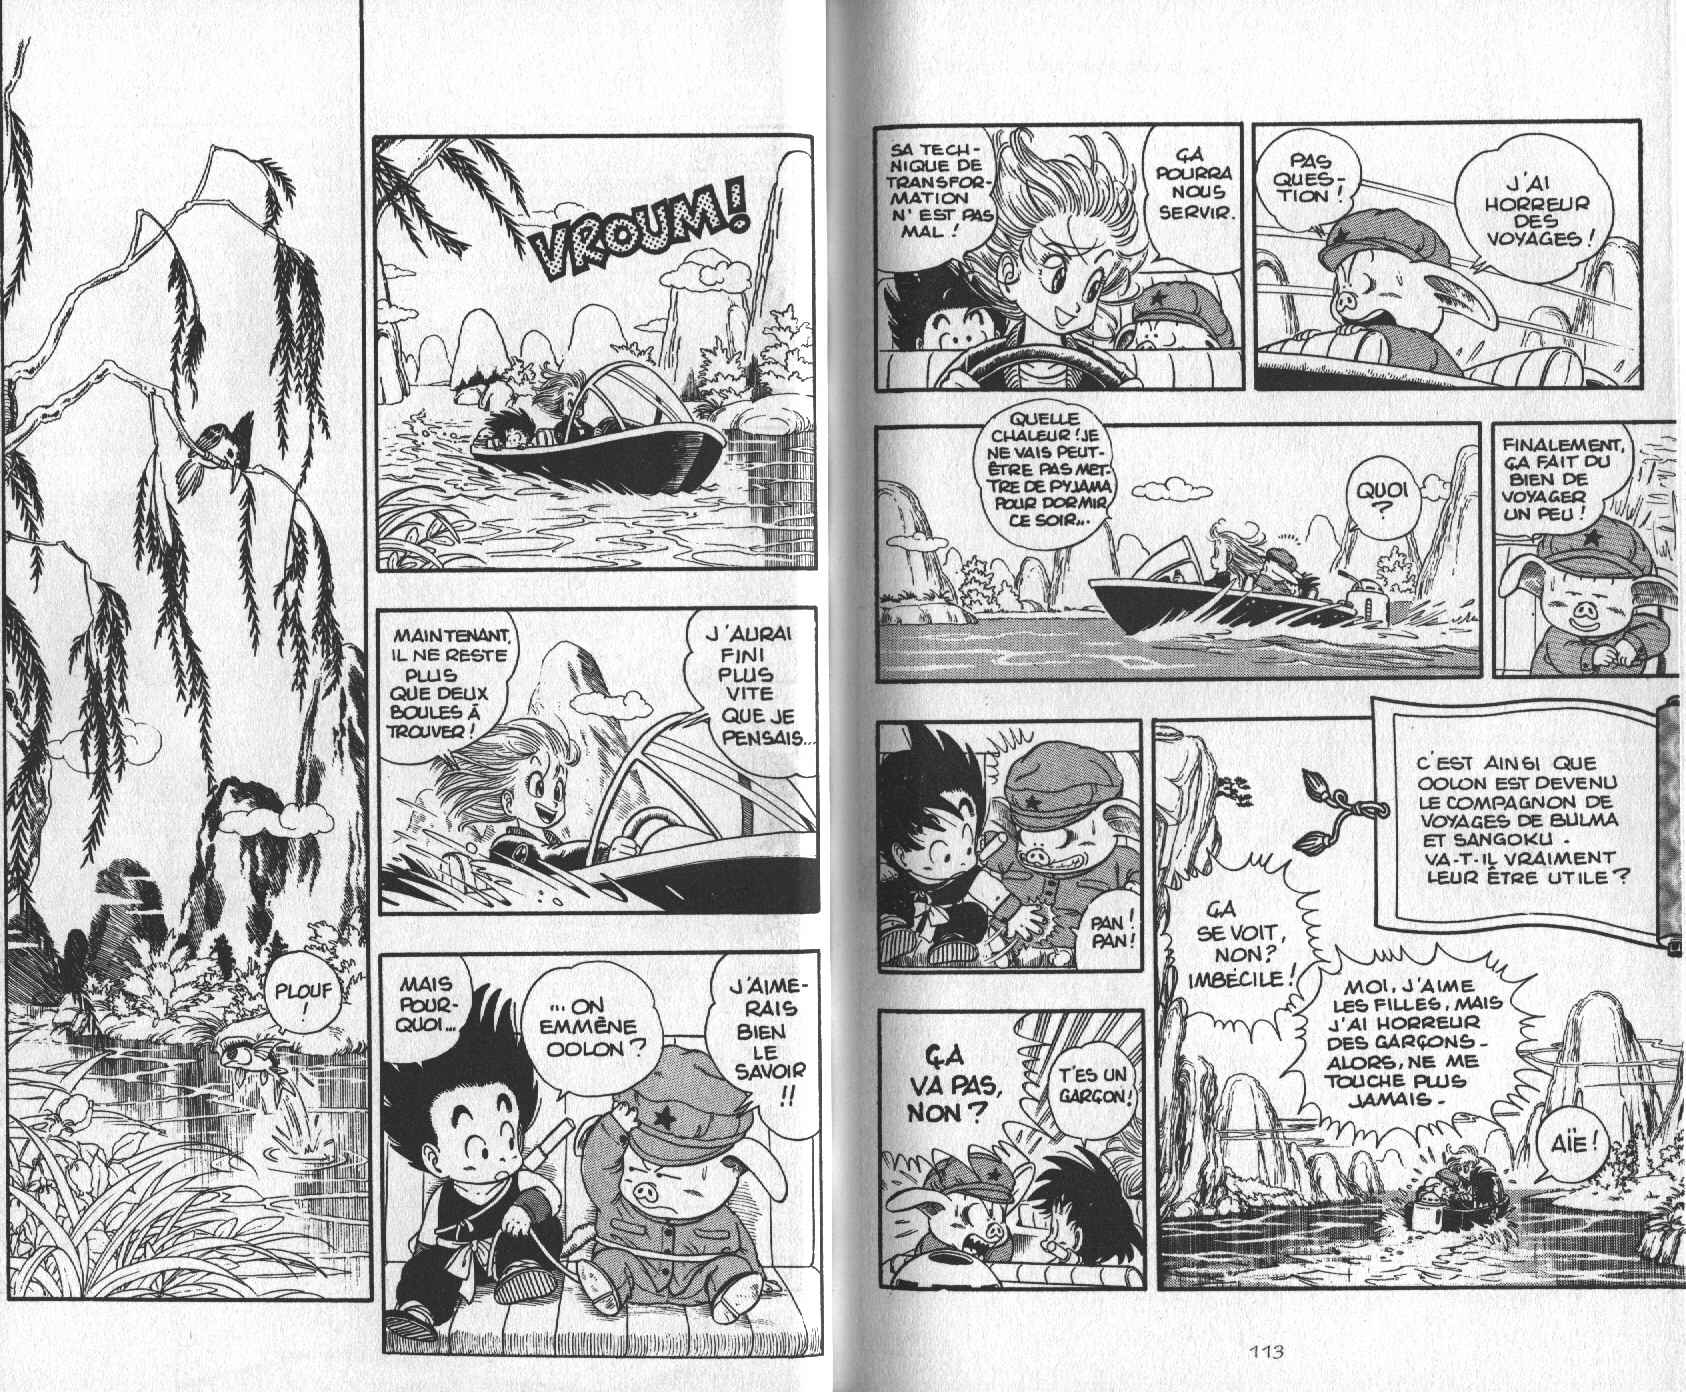 VROUM!
MAINTENANT,
IL NE RESTE
PLUS
QUE DEUX
BOULES À
TROUVER!
J'AURAI
FINI
PLUS
VITE
QUE JE
PENSAIS...
PLOUF
!
MAIS
POUR-
QUOI...
... ON
EMMÈNE
OOLON?
J'AIME-
RAIS
BIEN
LE
SAVOIR
!!
SA TECH-
NIQUE DE
TRANSFOR-
MATION
N'EST PAS
MAL!
ÇA
POURRA
NOUS
SERVIR.
PAS
QUES-
TION!
J'AI
HORREUR
DES
VOYAGES!
QUELLE
CHALEUR! JE
NE VAIS PEUT-
ÊTRE PAS MET-
TRE DE PYJAMA
POUR DORMIR
CE SOIR...
QUOI
?
FINALEMENT,
ÇA FAIT DU
BIEN DE
VOYAGER
UN PEU!
PAN!
PAN!
C'EST AINSI QUE
OOLON EST DEVENU
LE COMPAGNON DE
VOYAGES DE BULMA
ET SANGOKU.
VA-T-IL VRAIMENT
LEUR ÊTRE UTILE?
ÇA
VA PAS,
NON?
T'ES UN
GARÇON!
ÇA
SE VOIT,
NON?
IMBÉCILE!
MOI, J'AIME
LES FILLES, MAIS
J'AI HORREUR
DES GARÇONS.
ALORS, NE ME
TOUCHE PLUS
JAMAIS.
AÏE!
113